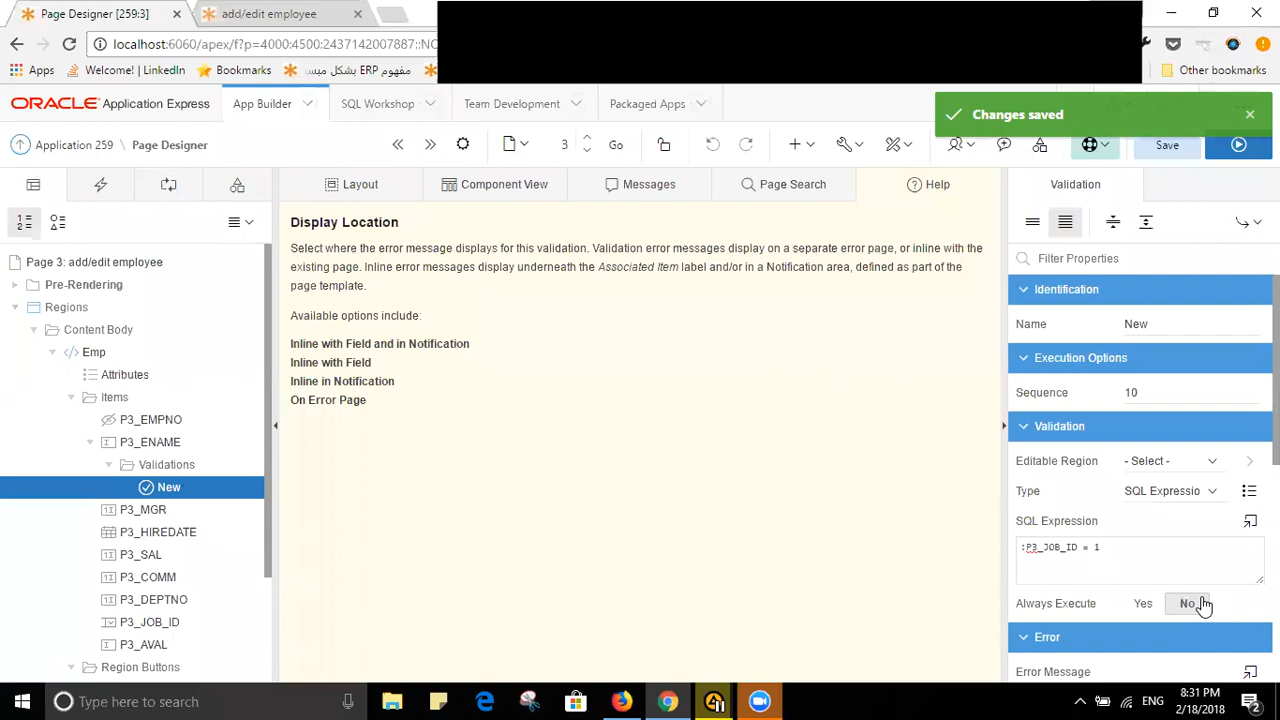 Page Designer [259:3]
add/edit employee
localhost:6060/apex/f?p=4000:4500:2437142007887::NO
Apps
Welcome! | LinkedIn
Bookmarks
مفهوم ERP بشكل مبسـ
Other bookmarks
ORACLE Application Express
App Builder
SQL Workshop
Team Development
Packaged Apps
Changes saved
Application 259
Page Designer
3
Go
Save
Layout
Component View
Messages
Page Search
Help
Validation
Page 3: add/edit employee
Pre-Rendering
Regions
Content Body
Emp
Attributes
Items
P3_EMPNO
P3_ENAME
Validations
New
P3_MGR
P3_HIREDATE
P3_SAL
P3_COMM
P3_DEPTNO
P3_JOB_ID
P3_AVAL
Region Buttons
Display Location
Select where the error message displays for this validation. Validation error messages display on a separate error page, or inline with the
existing page. Inline error messages display underneath the Associated Item label and/or in a Notification area, defined as part of the
page template.
Available options include:
Inline with Field and in Notification
Inline with Field
Inline in Notification
On Error Page
Filter Properties
Identification
Name New
Execution Options
Sequence 10
Validation
Editable Region - Select -
Type SQL Expressio
SQL Expression
:P3_JOB_ID = 1
Always Execute Yes No
Error
Error Message
Type here to search
ENG
8:31 PM
2/18/2018
2